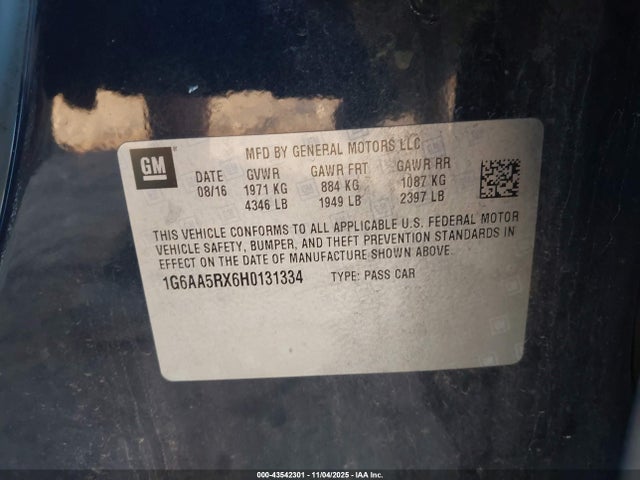 GM
MFD BY GENERAL MOTORS LLC
DATE GVWR GAWR FRT GAWR RR
08/16 1971 KG 884 KG 1087 KG
4346 LB 1949 LB 2397 LB
THIS VEHICLE CONFORMS TO ALL APPLICABLE U.S. FEDERAL MOTOR
VEHICLE SAFETY, BUMPER, AND THEFT PREVENTION STANDARDS IN
EFFECT ON THE DATE OF MANUFACTURE SHOWN ABOVE.
1G6AA5RX6H0131334 TYPE: PASS CAR
000-43542301 - 11/04/2025 - IAA Inc.